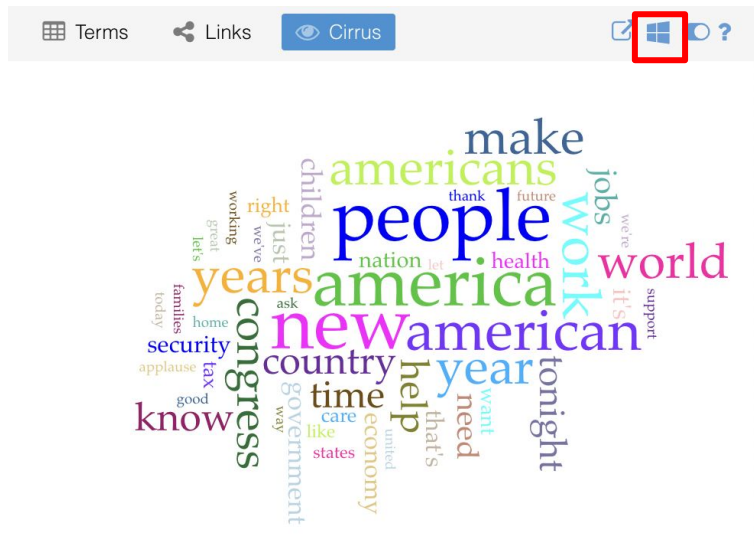 Terms Links Cirrus ?
make
americans
children
jobs
thank future
working
right
people
work
great
we've
just
we're
let's
nation let health
world
years
america
families
today
ask
it's
support
home
new
american
security
congress
country
applause
tax
help
year
tonight
good
government
time
want
need
know
way
care
like
economy
that's
united
states